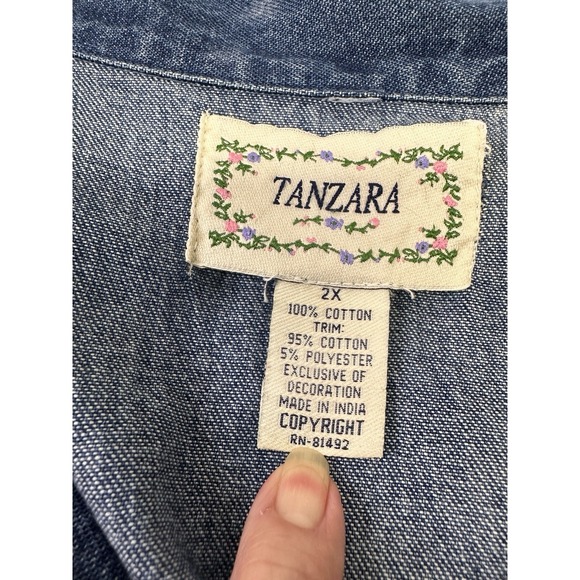 TANZARA
2X
100% COTTON
TRIM:
95% COTTON
5% POLYESTER
EXCLUSIVE OF
DECORATION
MADE IN INDIA
COPYRIGHT
RN-81492